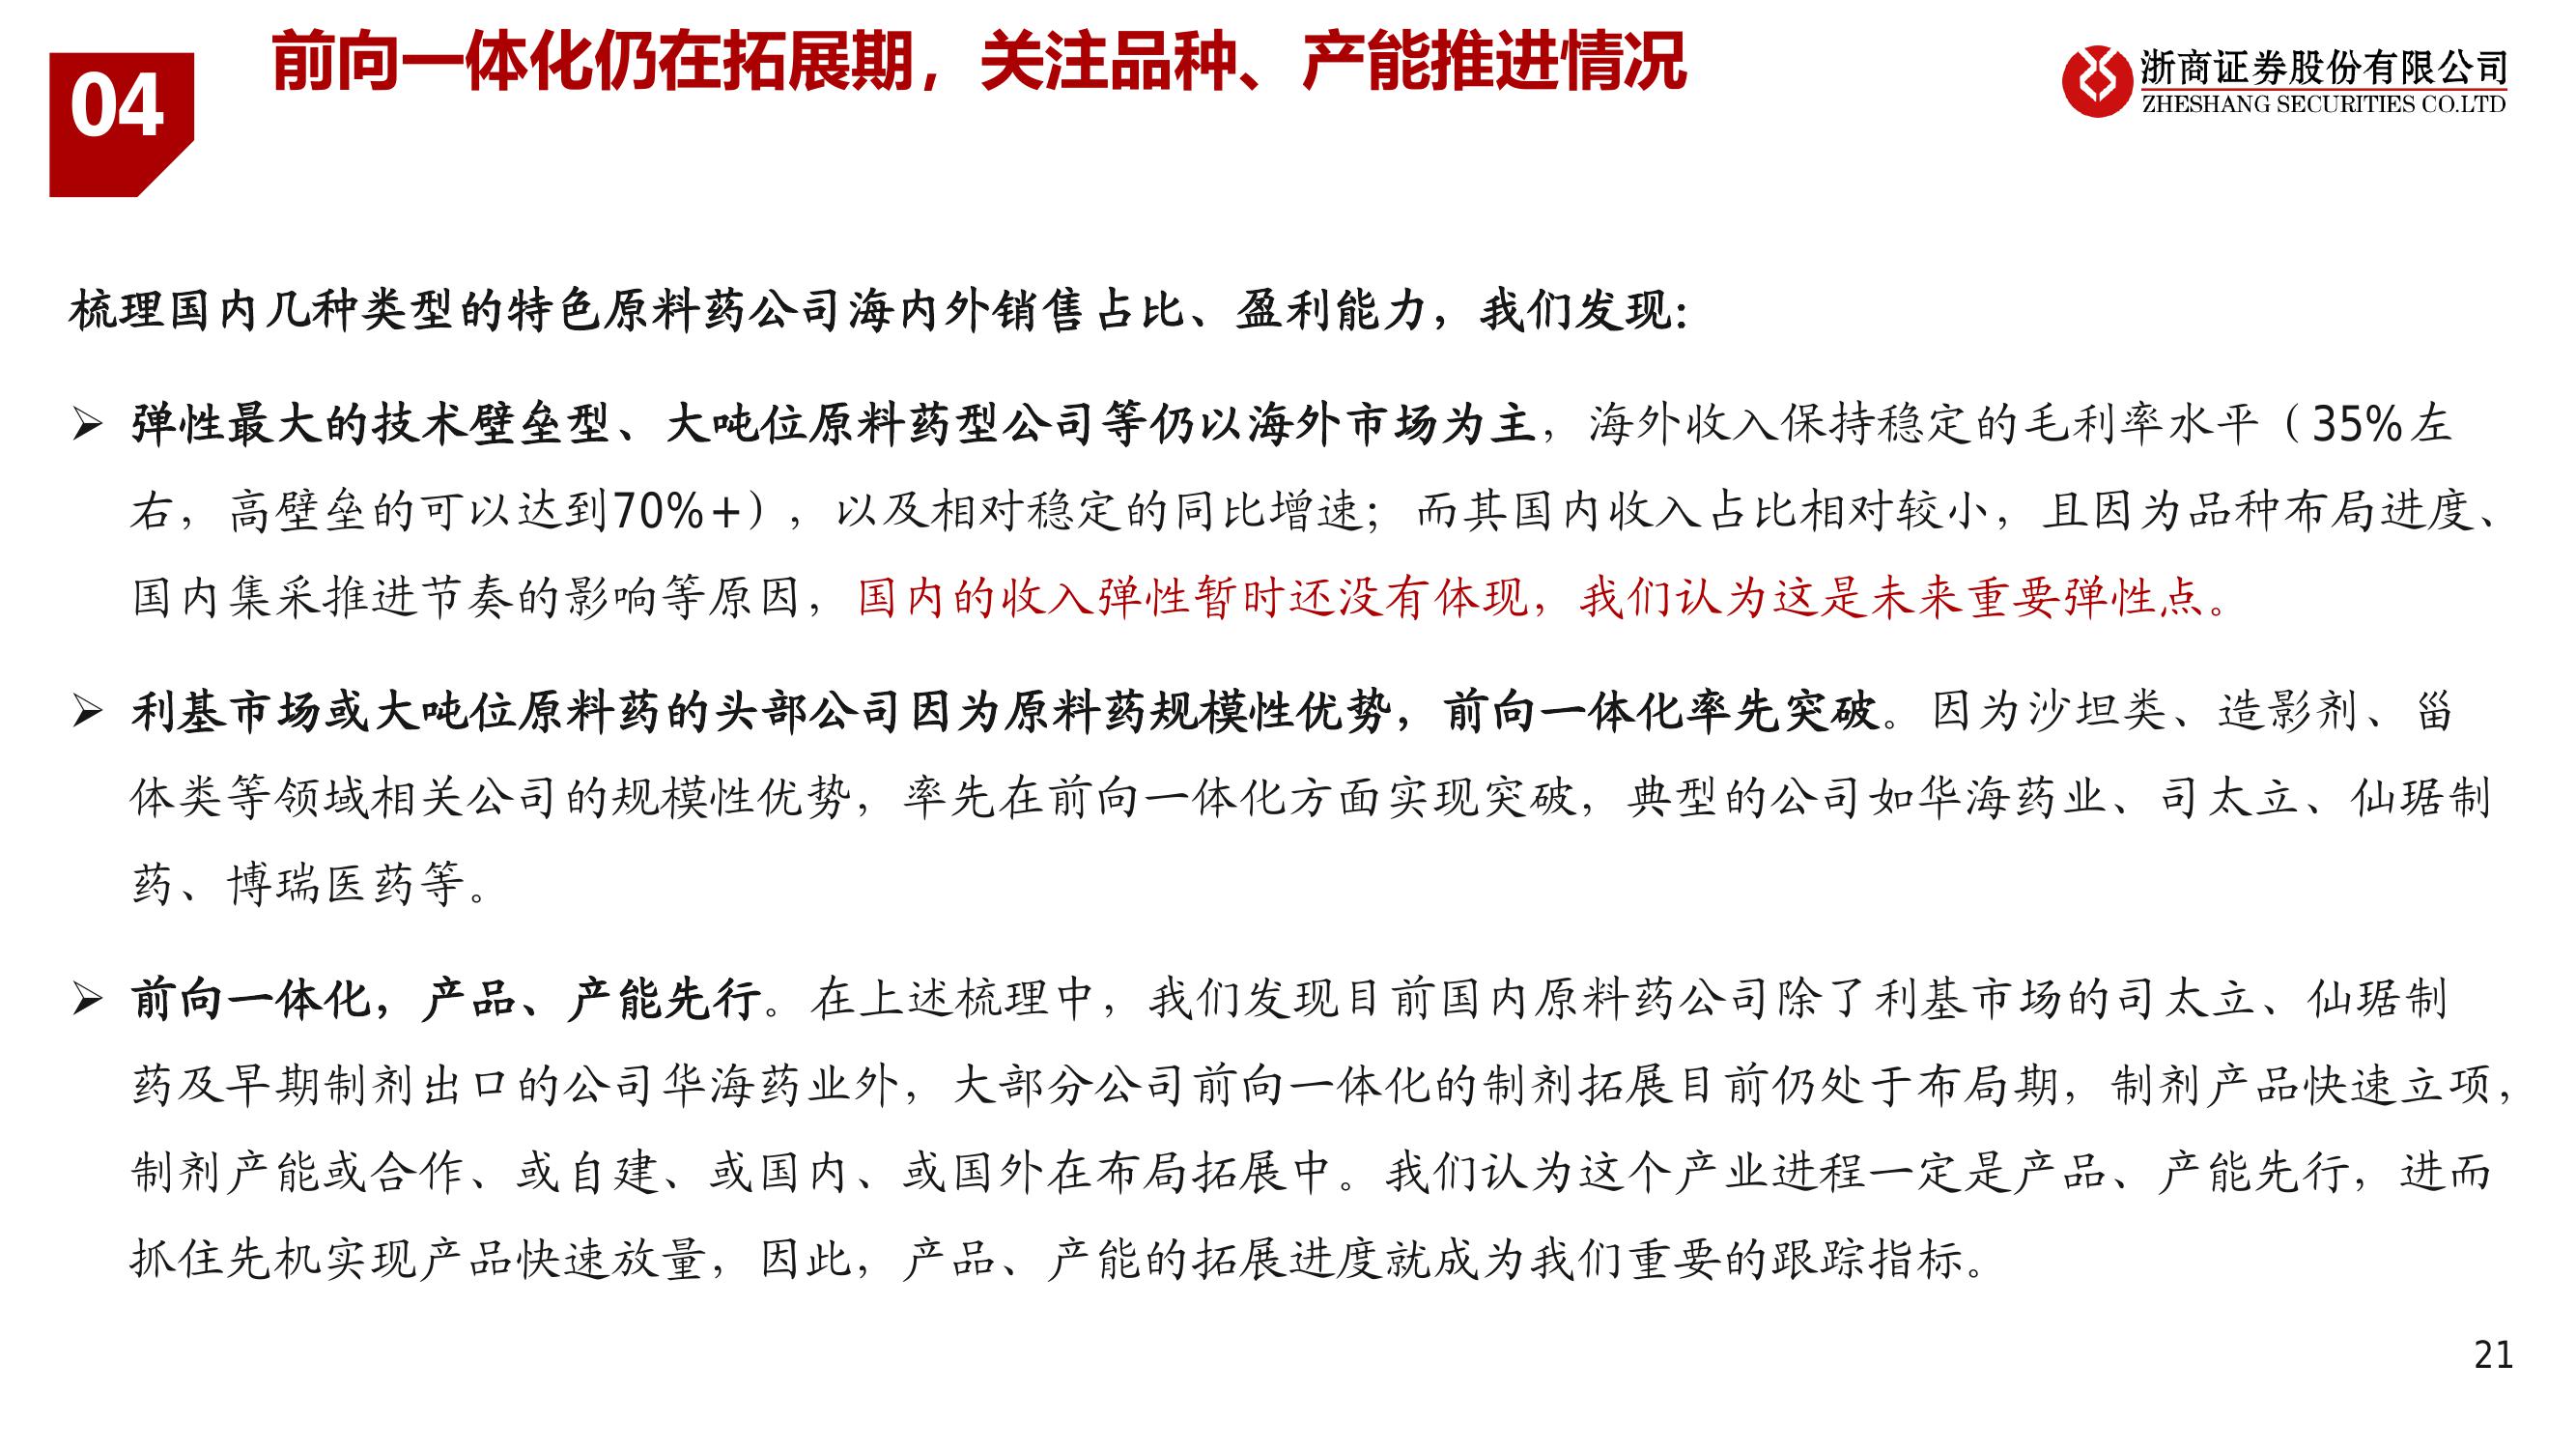 04
前向一体化仍在拓展期，关注品种、产能推进情况
浙商证券股份有限公司
ZHESHANG SECURITIES CO.LTD
梳理国内几种类型的特色原料药公司海内外销售占比、盈利能力，我们发现：
➢ 弹性最大的技术壁垒型、大吨位原料药型公司等仍以海外市场为主，海外收入保持稳定的毛利率水平（35%左
右，高壁垒的可以达到70%+），以及相对稳定的同比增速；而其国内收入占比相对较小，且因为品种布局进度、
国内集采推进节奏的影响等原因，国内的收入弹性暂时还没有体现，我们认为这是未来重要弹性点。
➢ 利基市场或大吨位原料药的头部公司因为原料药规模性优势，前向一体化率先突破。因为沙坦类、造影剂、甾
体类等领域相关公司的规模性优势，率先在前向一体化方面实现突破，典型的公司如华海药业、司太立、仙琚制
药、博瑞医药等。
➢ 前向一体化，产品、产能先行。在上述梳理中，我们发现目前国内原料药公司除了利基市场的司太立、仙琚制
药及早期制剂出口的公司华海药业外，大部分公司前向一体化的制剂拓展目前仍处于布局期，制剂产品快速立项，
制剂产能或合作、或自建、或国内、或国外在布局拓展中。我们认为这个产业进程一定是产品、产能先行，进而
抓住先机实现产品快速放量，因此，产品、产能的拓展进度就成为我们重要的跟踪指标。
21